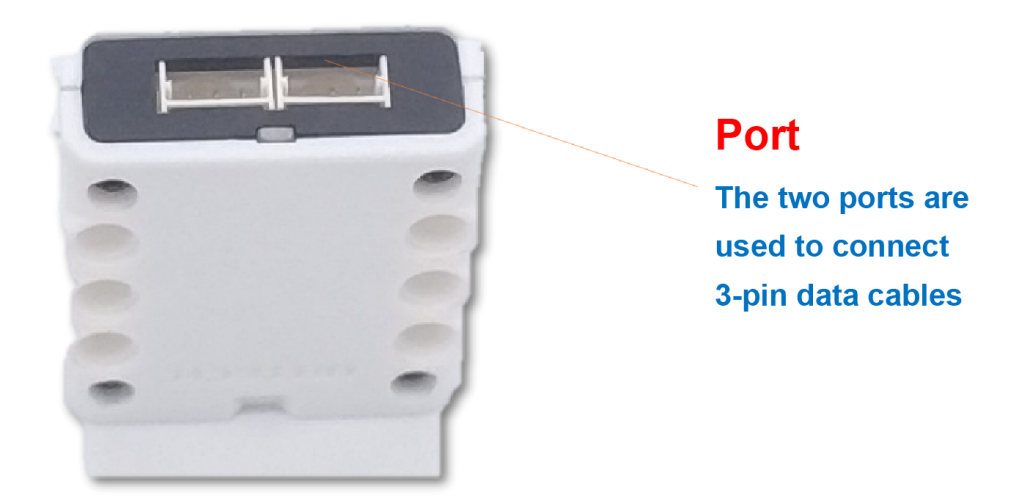 Port
The two ports are
used to connect
3-pin data cables